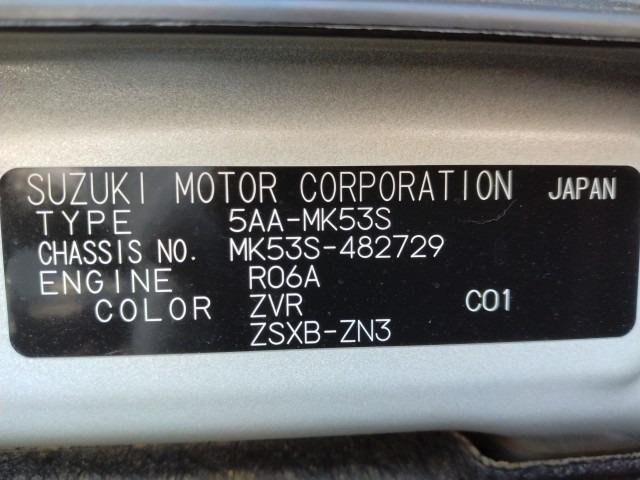 SUZUKI MOTOR CORPORATION JAPAN
TYPE 5AA-MK53S
CHASSIS NO. MK53S-482729
ENGINE R06A
COLOR ZVR C01
ZSXB-ZN3